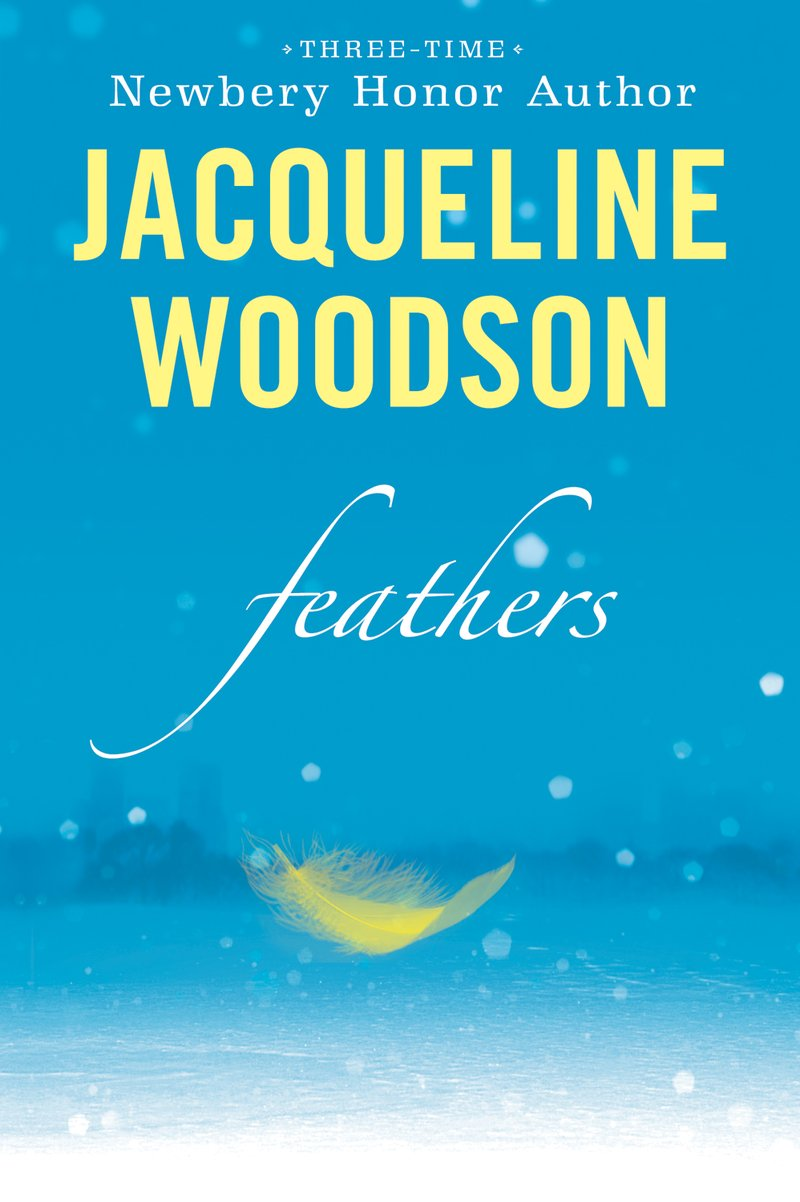 THREE-TIME
Newbery Honor Author
JACQUELINE
WOODSON
feathers